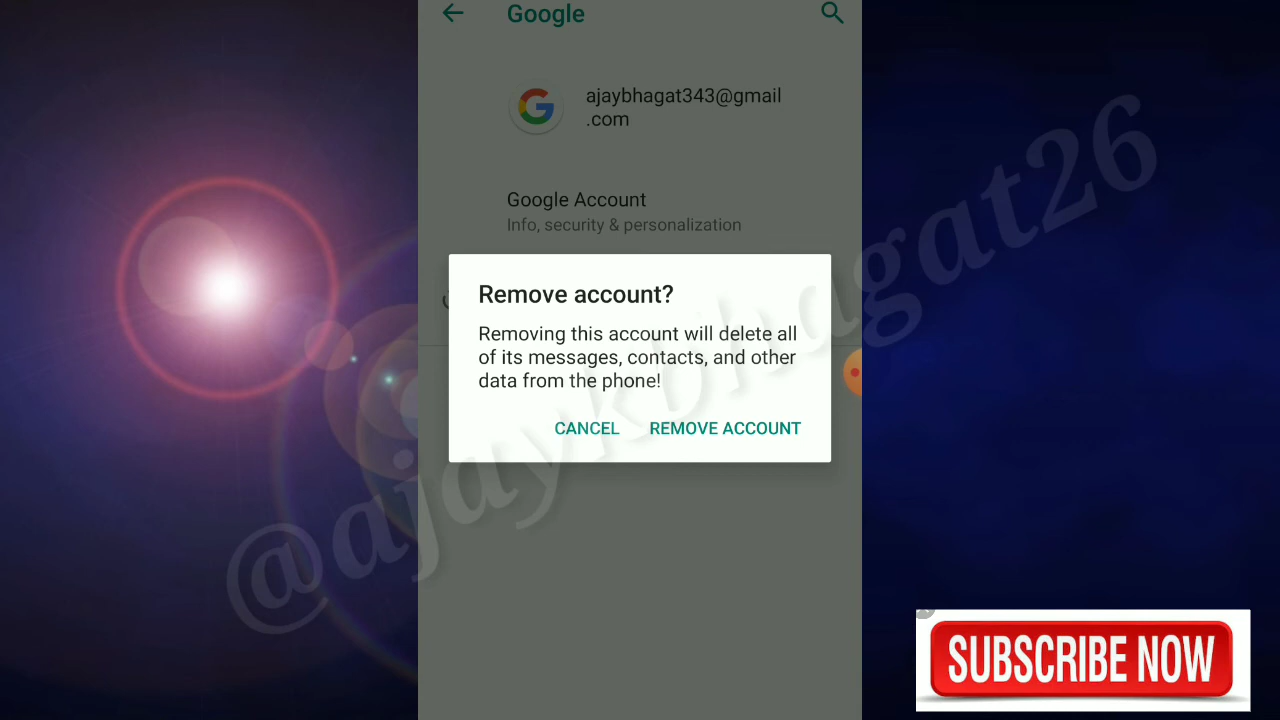 Google
ajaybhagat343@gmail
.com
Google Account
Info, security & personalization
Remove account?
Removing this account will delete all
of its messages, contacts, and other
data from the phone!
CANCEL REMOVE ACCOUNT
@ajaykbhagat26
SUBSCRIBE NOW